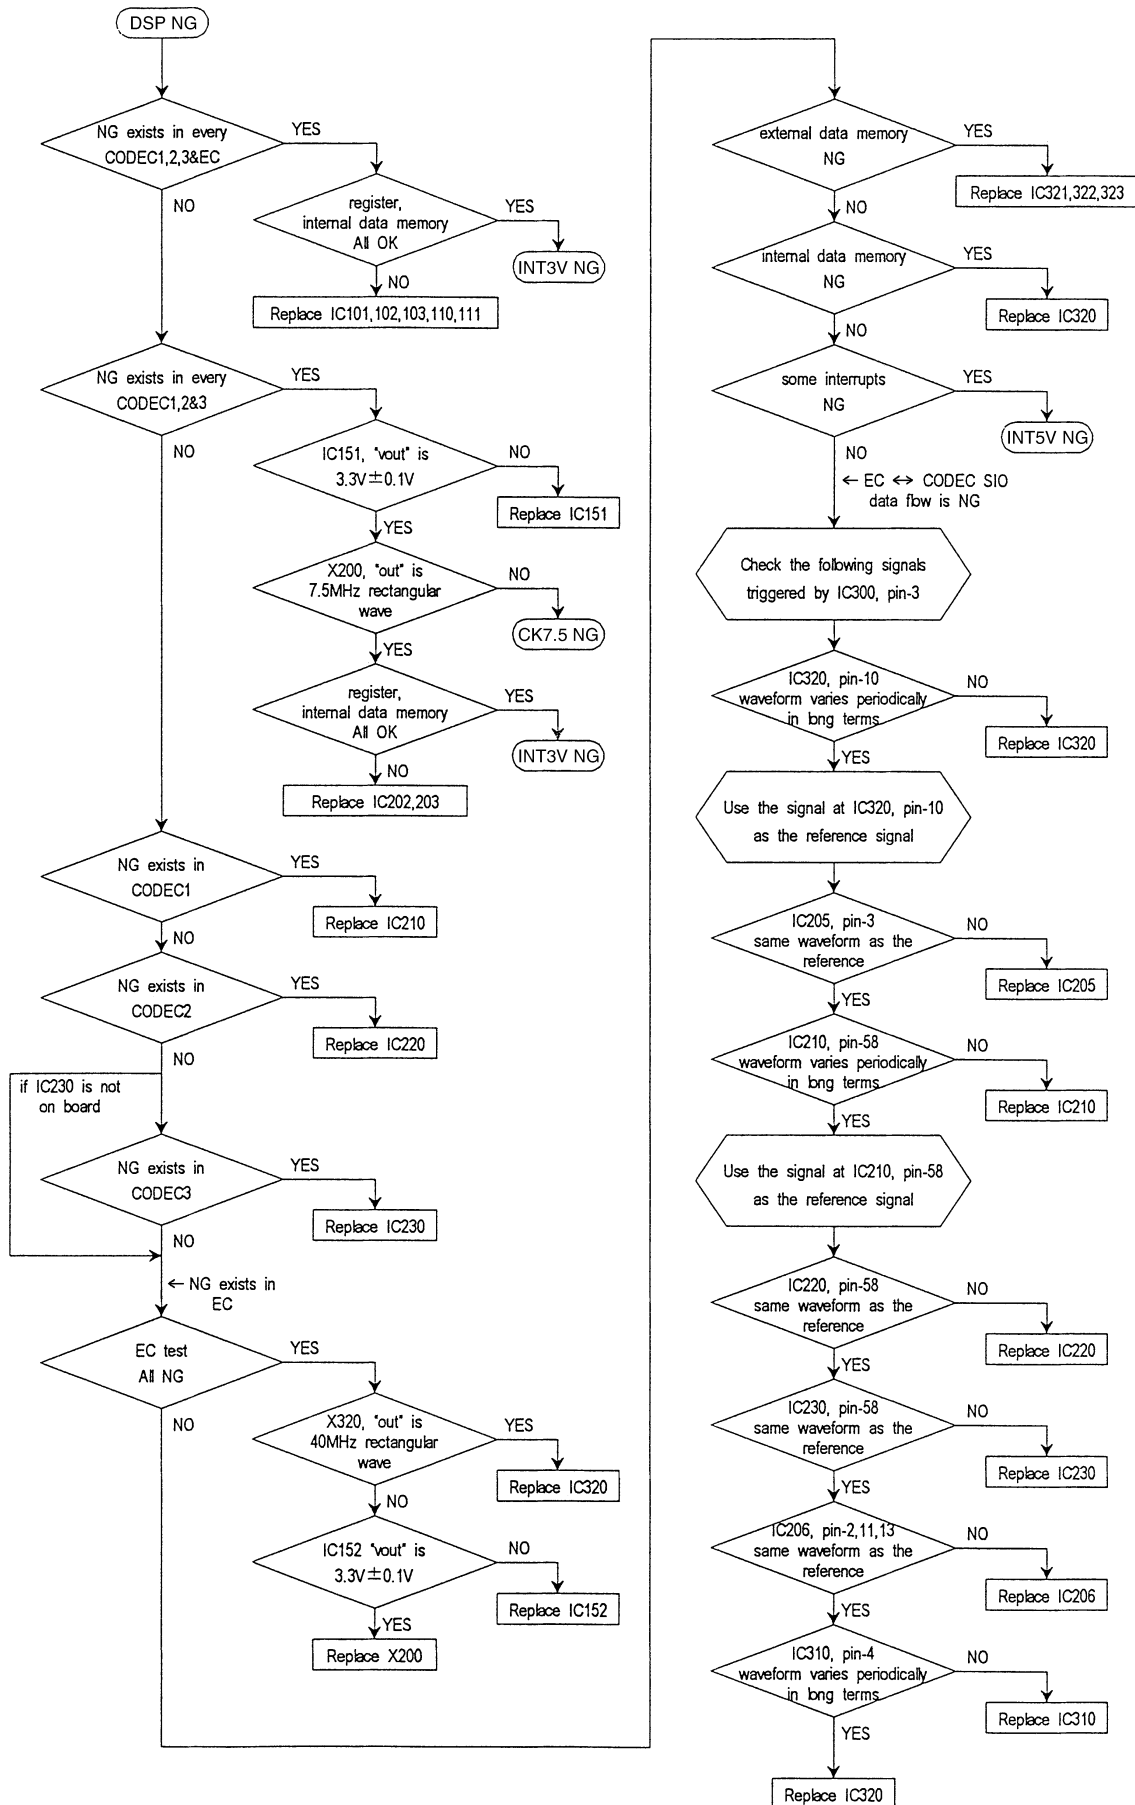 DSP NG
NG exists in every
CODEC1,2,3&EC
YES
NO
register,
internal data memory
All OK
YES
INT3V NG
NO
Replace IC101,102,103,110,111
NG exists in every
CODEC1,2&3
YES
NO
IC151, "vout" is
3.3V±0.1V
NO
Replace IC151
YES
X200, "out" is
7.5MHz rectangular
wave
NO
CK7.5 NG
YES
register,
internal data memory
All OK
YES
INT3V NG
NO
Replace IC202,203
NG exists in
CODEC1
YES
Replace IC210
NO
NG exists in
CODEC2
YES
Replace IC220
NO
if IC230 is not
on board
NG exists in
CODEC3
YES
Replace IC230
NO
← NG exists in
EC
EC test
All NG
YES
NO
X320, "out" is
40MHz rectangular
wave
YES
Replace IC320
NO
IC152 "vout" is
3.3V±0.1V
NO
Replace IC152
YES
Replace X200
external data memory
NG
YES
Replace IC321,322,323
NO
internal data memory
NG
YES
Replace IC320
NO
some interrupts
NG
YES
INT5V NG
NO
← EC ↔ CODEC SIO
data flow is NG
Check the following signals
triggered by IC300, pin-3
IC320, pin-10
waveform varies periodically
in long terms
NO
Replace IC320
YES
Use the signal at IC320, pin-10
as the reference signal
IC205, pin-3
same waveform as the
reference
NO
Replace IC205
YES
IC210, pin-58
waveform varies periodically
in long terms
NO
Replace IC210
YES
Use the signal at IC210, pin-58
as the reference signal
IC220, pin-58
same waveform as the
reference
NO
Replace IC220
YES
IC230, pin-58
same waveform as the
reference
NO
Replace IC230
YES
IC206, pin-2,11,13
same waveform as the
reference
NO
Replace IC206
YES
IC310, pin-4
waveform varies periodically
in long terms
NO
Replace IC310
YES
Replace IC320